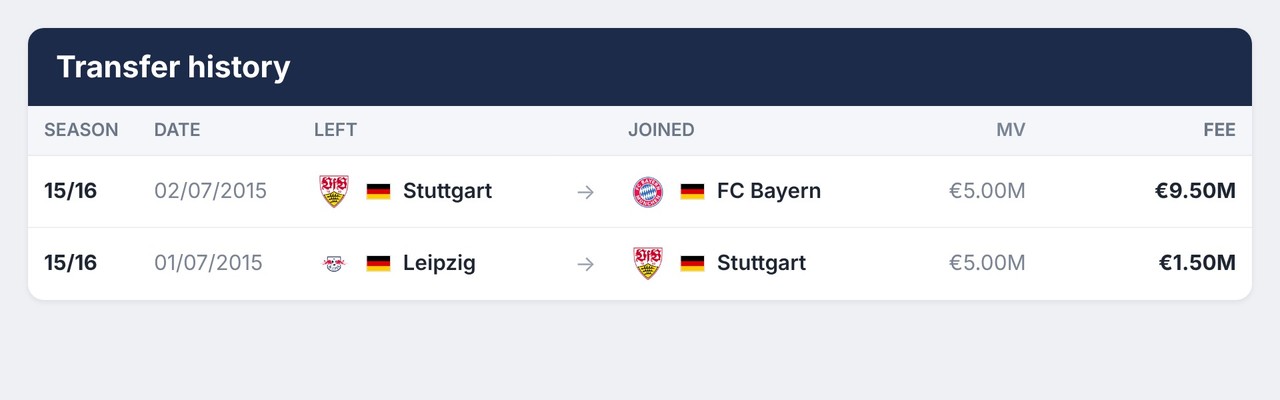 Transfer history
SEASON DATE LEFT JOINED MV FEE
15/16 02/07/2015 Stuttgart → FC Bayern €5.00M €9.50M
15/16 01/07/2015 Leipzig → Stuttgart €5.00M €1.50M